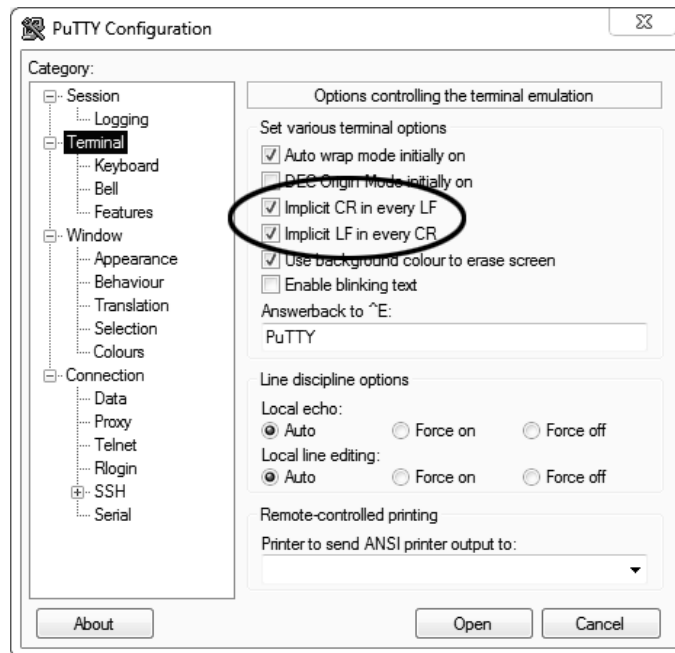 PuTTY Configuration
Category:
Session
Logging
Terminal
Keyboard
Bell
Features
Window
Appearance
Behaviour
Translation
Selection
Colours
Connection
Data
Proxy
Telnet
Rlogin
SSH
Serial
Options controlling the terminal emulation
Set various terminal options
Auto wrap mode initially on
DEC Origin Mode initially on
Implicit CR in every LF
Implicit LF in every CR
Use background colour to erase screen
Enable blinking text
Answerback to ^E:
PuTTY
Line discipline options
Local echo:
Auto Force on Force off
Local line editing:
Auto Force on Force off
Remote-controlled printing
Printer to send ANSI printer output to:
About Open Cancel